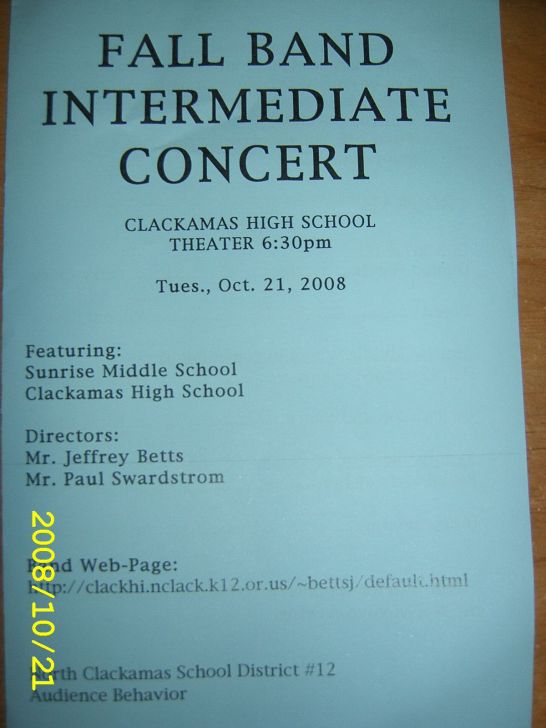 FALL BAND
INTERMEDIATE
CONCERT
CLACKAMAS HIGH SCHOOL
THEATER 6:30pm
Tues., Oct. 21, 2008
Featuring:
Sunrise Middle School
Clackamas High School
Directors:
Mr. Jeffrey Betts
Mr. Paul Swardstrom
Band Web-Page:
http://clackhi.nclack.k12.or.us/~bettsj/default.html
North Clackamas School District #12
Audience Behavior
2008/10/21